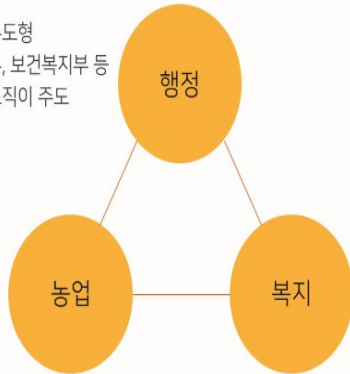 도형
, 보건복지부 등
직이 주도
행정
농업
복지